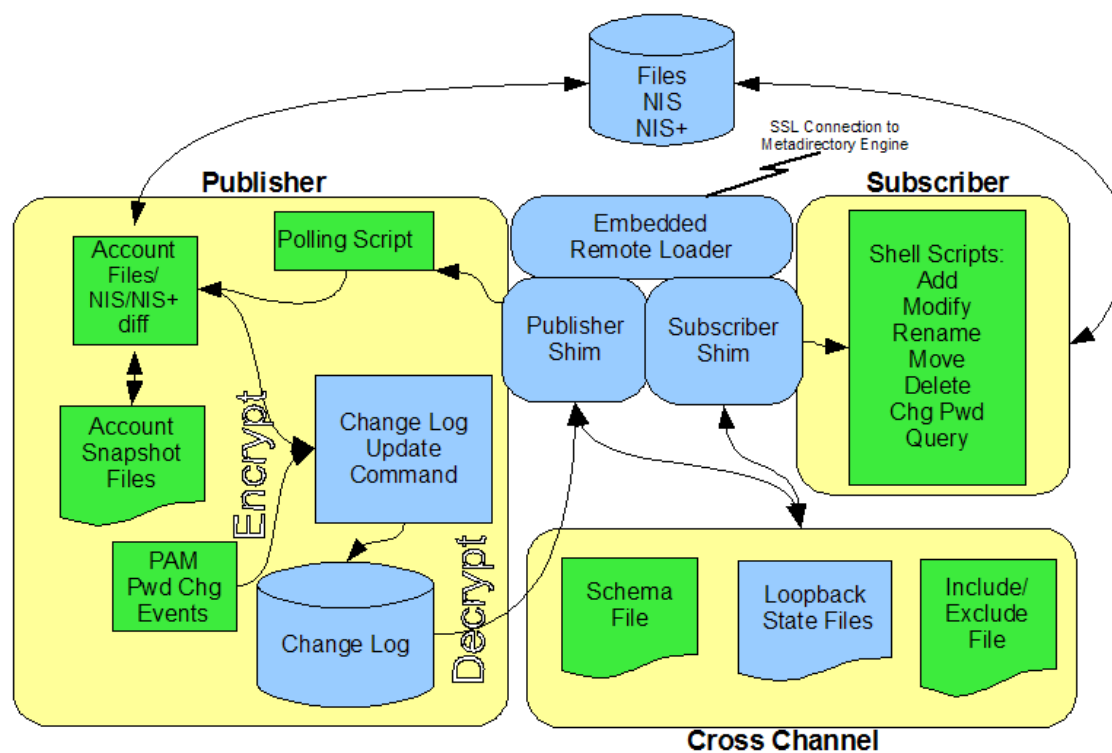 Files
NIS
NIS+
SSL Connection to
Metadirectory Engine
Publisher
Subscriber
Account
Files/
NIS/NIS+
diff
Polling Script
Embedded
Remote Loader
Publisher
Shim
Subscriber
Shim
Shell Scripts:
Add
Modify
Rename
Move
Delete
Chg Pwd
Query
Account
Snapshot
Files
Encrypt
Change Log
Update
Command
PAM
Pwd Chg
Events
Change Log
Decrypt
Schema
File
Loopback
State Files
Include/
Exclude
File
Cross Channel